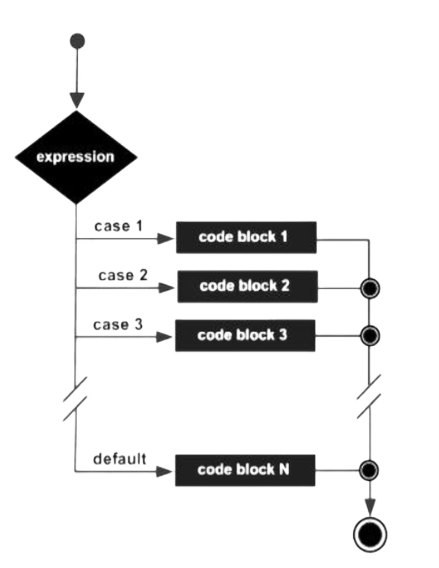 expression
case 1
code block 1
case 2
code block 2
case 3
code block 3
default
code block N